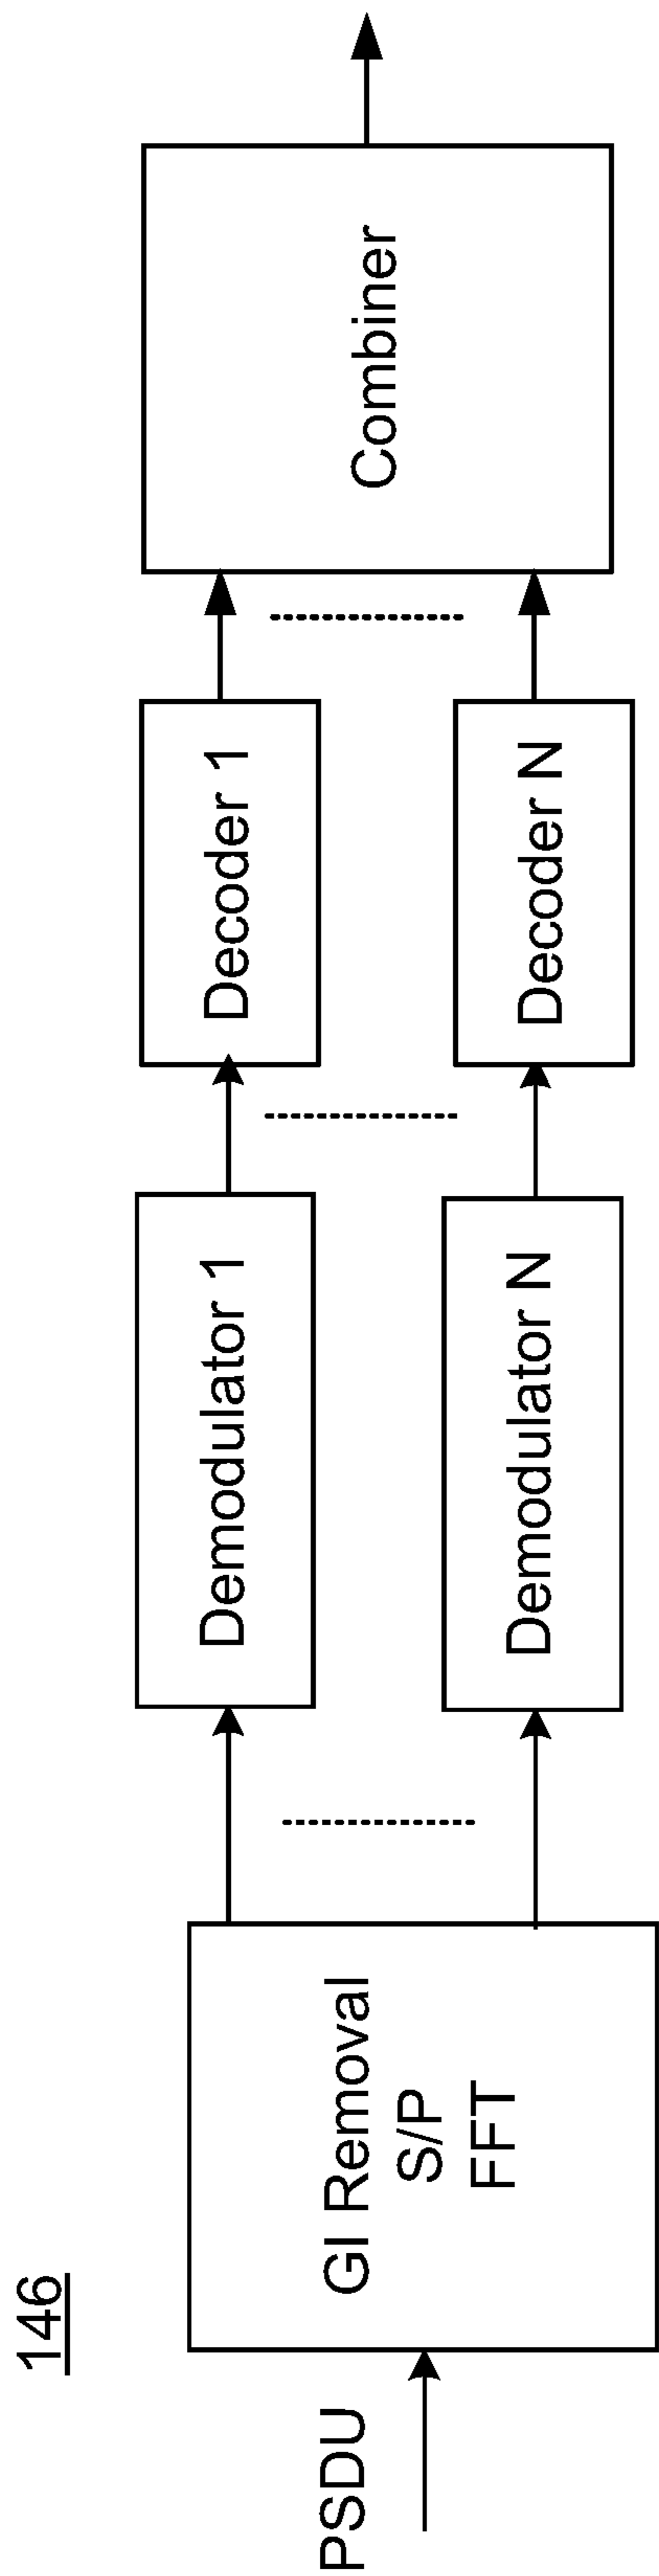 146
PSDU
GI Removal
S/P
FFT
Demodulator 1
Demodulator N
Decoder 1
Decoder N
Combiner